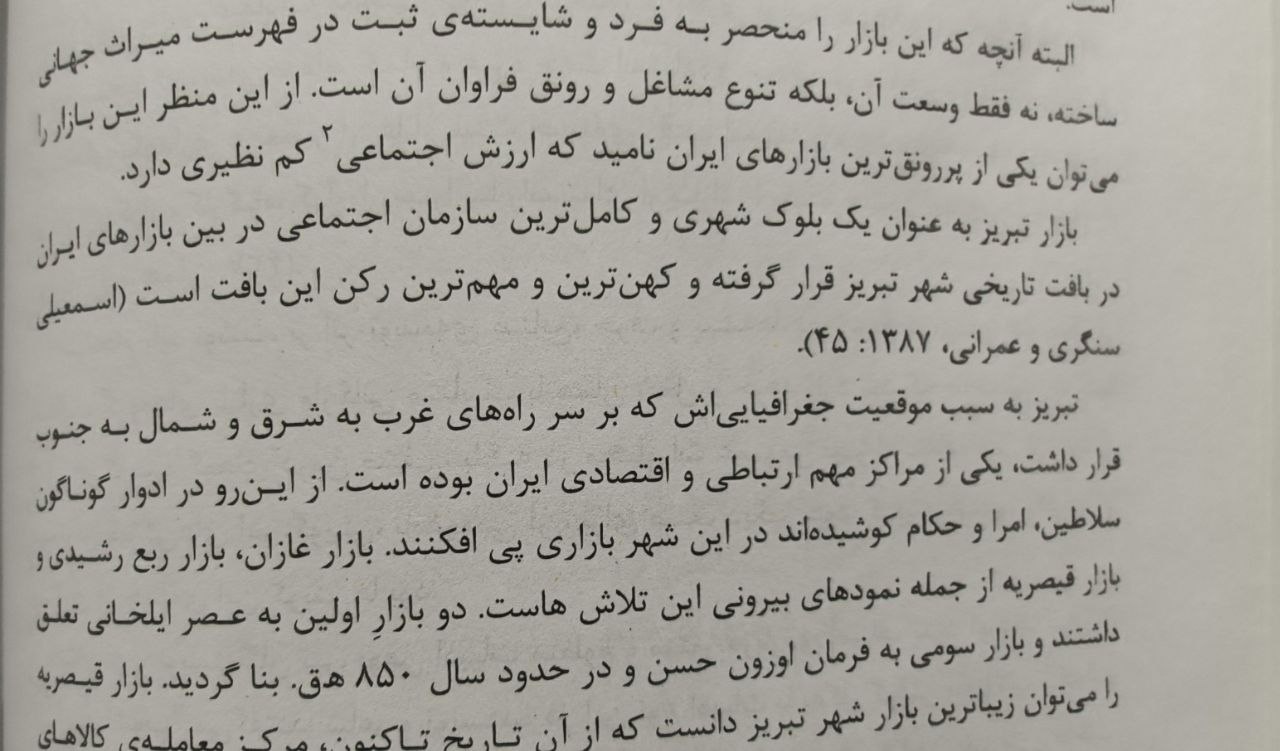 است.
البته آنچه که این بازار را منحصر به فرد و شایسته‌ی ثبت در فهرست میراث جهانی
ساخته، نه فقط وسعت آن، بلکه تنوع مشاغل و رونق فراوان آن است. از این منظر این بازار را
می‌توان یکی از پررونق‌ترین بازارهای ایران نامید که ارزش اجتماعی۲ کم نظیری دارد.
بازار تبریز به عنوان یک بلوک شهری و کامل‌ترین سازمان اجتماعی در بین بازارهای ایران
در بافت تاریخی شهر تبریز قرار گرفته و کهن‌ترین و مهم‌ترین رکن این بافت است (اسمعیلی
سنگری و عمرانی، ۱۳۸۷: ۴۵).
تبریز به سبب موقعیت جغرافیایی‌اش که بر سر راه‌های غرب به شرق و شمال به جنوب
قرار داشت، یکی از مراکز مهم ارتباطی و اقتصادی ایران بوده است. از این‌رو در ادوار گوناگون
سلاطین، امرا و حکام کوشیده‌اند در این شهر بازاری پی افکنند. بازار غازان، بازار ربع رشیدی و
بازار قیصریه از جمله نمودهای بیرونی این تلاش هاست. دو بازارِ اولین به عصر ایلخانی تعلق
داشتند و بازار سومی به فرمان اوزون حسن و در حدود سال ۸۵۰ ه‍.ق. بنا گردید. بازار قیصریه
را می‌توان زیباترین بازار شهر تبریز دانست که از آن تاریخ تاکنون، مرکز معامله‌ی کالاهای